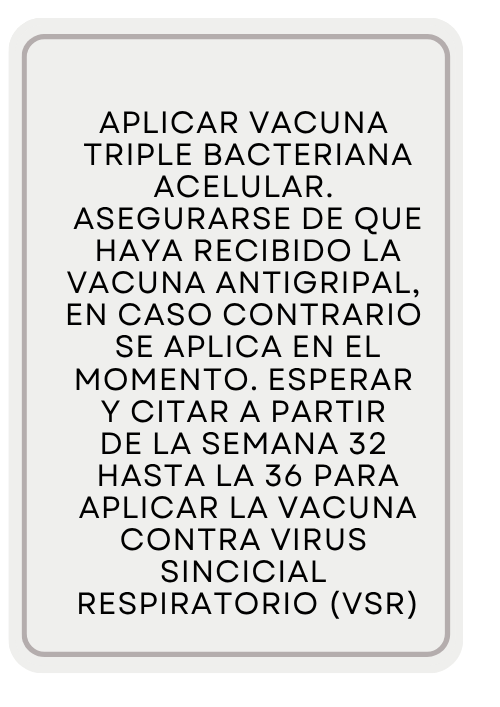 APLICAR VACUNA
TRIPLE BACTERIANA
ACELULAR.
ASEGURARSE DE QUE
HAYA RECIBIDO LA
VACUNA ANTIGRIPAL,
EN CASO CONTRARIO
SE APLICA EN EL
MOMENTO. ESPERAR
Y CITAR A PARTIR
DE LA SEMANA 32
HASTA LA 36 PARA
APLICAR LA VACUNA
CONTRA VIRUS
SINCICIAL
RESPIRATORIO (VSR)